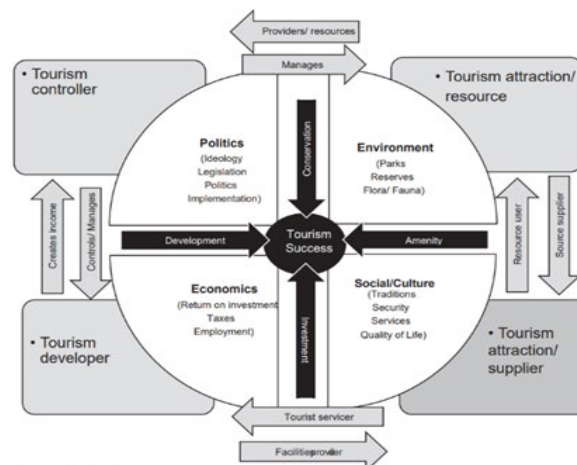 Providers/ resources
Manages
• Tourism
controller
• Tourism attraction/
resource
Politics
(Ideology
Legislation
Politics
Implementation)
Conservation
Environment
(Parks
Reserves
Flora/ Fauna)
Creates income
Controls/ Manages
Development
Tourism
Success
Amenity
Resource user
Source supplier
Economics
(Return on investment
Taxes
Employment)
Investment
Social/Culture
(Traditions
Security
Services
Quality of Life)
• Tourism
developer
• Tourism
attraction/
supplier
Tourist servicer
Facilities provider